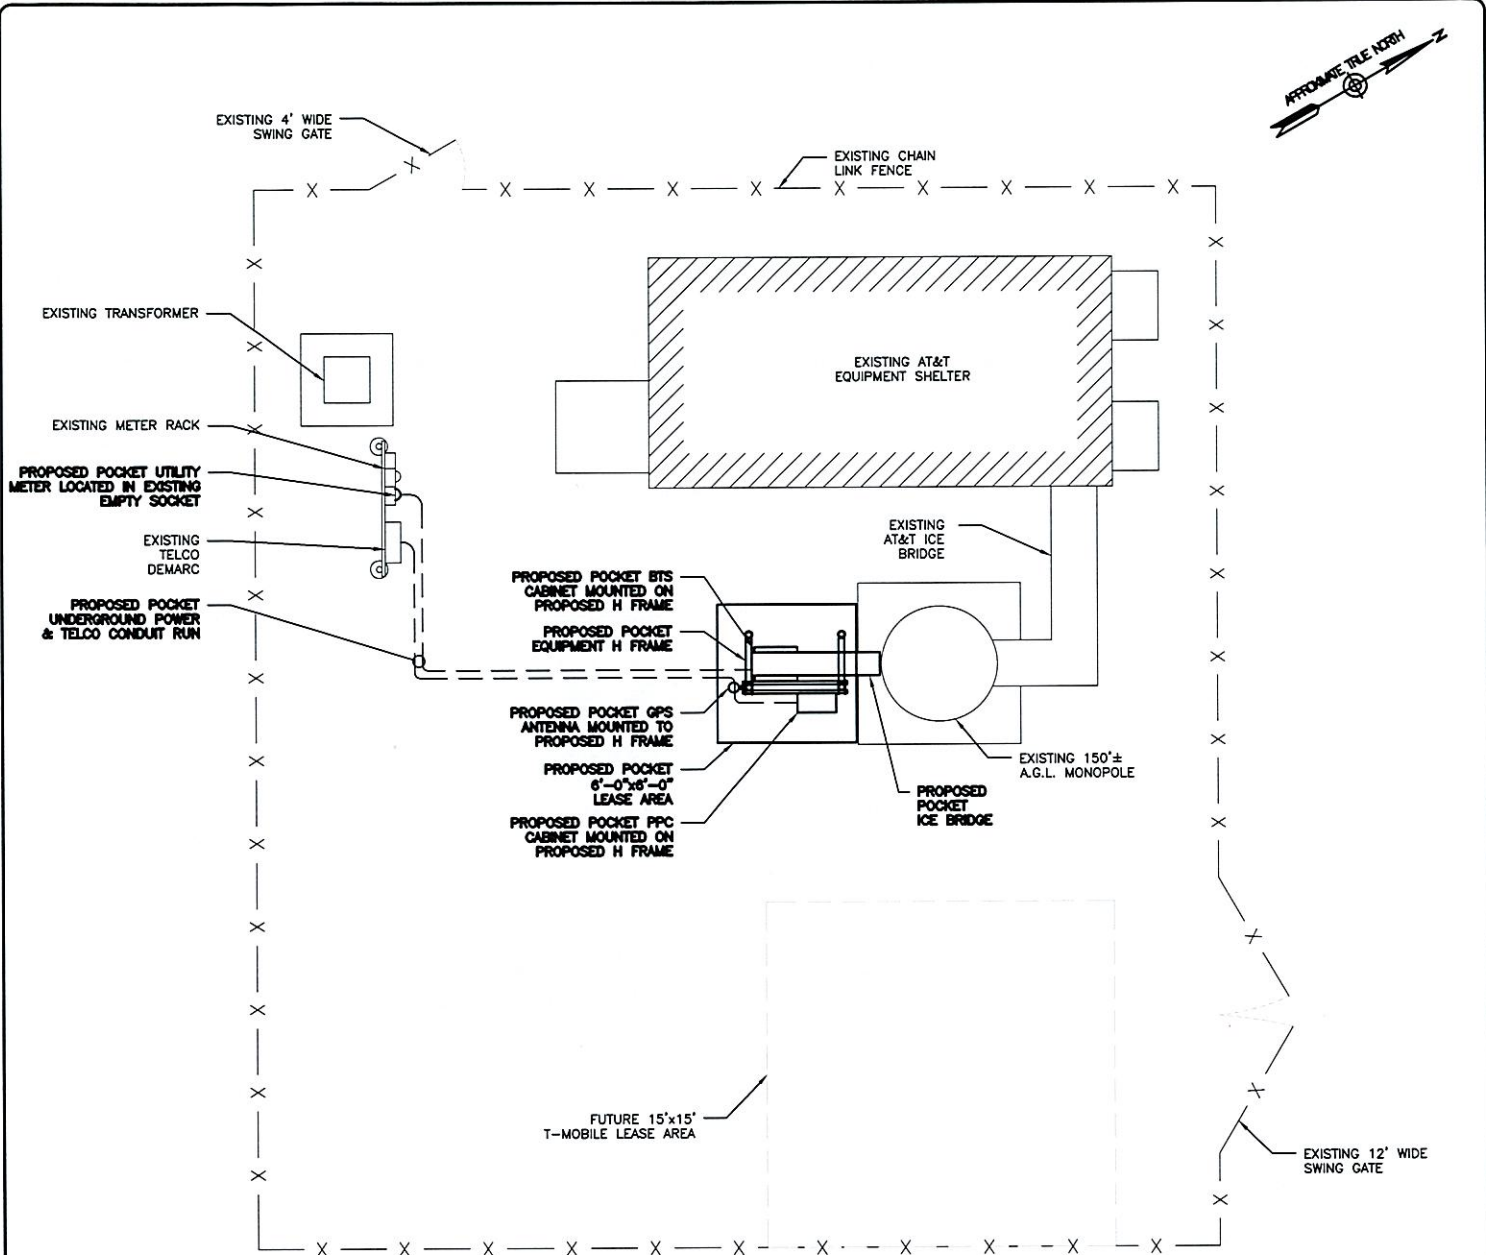 APPROXIMATE TRUE NORTH
N
EXISTING 4' WIDE
SWING GATE
EXISTING CHAIN
LINK FENCE
EXISTING TRANSFORMER
EXISTING AT&T
EQUIPMENT SHELTER
EXISTING METER RACK
PROPOSED POCKET UTILITY
METER LOCATED IN EXISTING
EMPTY SOCKET
EXISTING
TELCO
DEMARC
EXISTING
AT&T ICE
BRIDGE
PROPOSED POCKET
UNDERGROUND POWER
& TELCO CONDUIT RUN
PROPOSED POCKET BTS
CABINET MOUNTED ON
PROPOSED H FRAME
PROPOSED POCKET
EQUIPMENT H FRAME
PROPOSED POCKET GPS
ANTENNA MOUNTED TO
PROPOSED H FRAME
PROPOSED POCKET
6'-0"x6'-0"
LEASE AREA
PROPOSED POCKET PPC
CABINET MOUNTED ON
PROPOSED H FRAME
EXISTING 150'±
A.G.L. MONOPOLE
PROPOSED
POCKET
ICE BRIDGE
FUTURE 15'x15'
T-MOBILE LEASE AREA
EXISTING 12' WIDE
SWING GATE